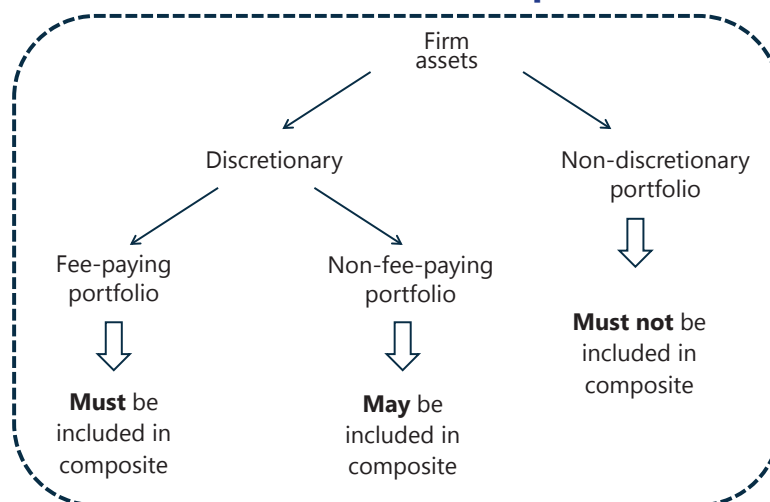 Firm
assets
Discretionary
Non-discretionary
portfolio
Fee-paying
portfolio
Non-fee-paying
portfolio
Must not be
included in
composite
Must be
included in
composite
May be
included in
composite